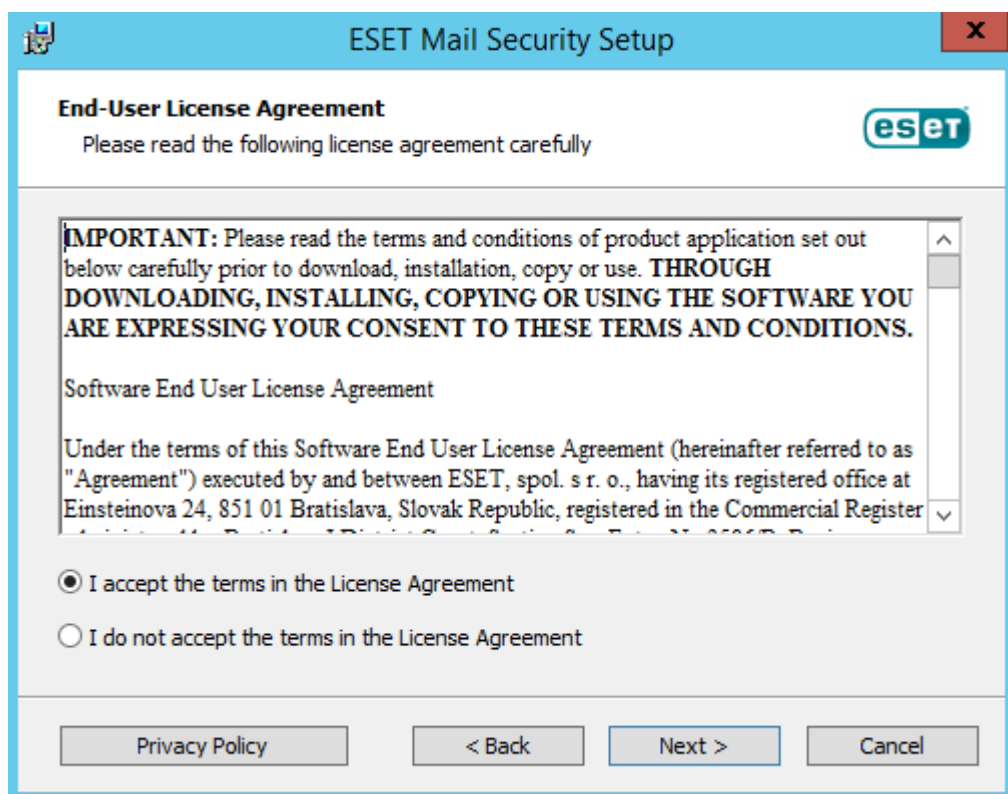 ESET Mail Security Setup
x
End-User License Agreement
Please read the following license agreement carefully
eseT
IMPORTANT: Please read the terms and conditions of product application set out
below carefully prior to download, installation, copy or use. THROUGH
DOWNLOADING, INSTALLING, COPYING OR USING THE SOFTWARE YOU
ARE EXPRESSING YOUR CONSENT TO THESE TERMS AND CONDITIONS.
Software End User License Agreement
Under the terms of this Software End User License Agreement (hereinafter referred to as
"Agreement") executed by and between ESET, spol. s r. o., having its registered office at
Einsteinova 24, 851 01 Bratislava, Slovak Republic, registered in the Commercial Register
I accept the terms in the License Agreement
I do not accept the terms in the License Agreement
Privacy Policy
< Back
Next >
Cancel